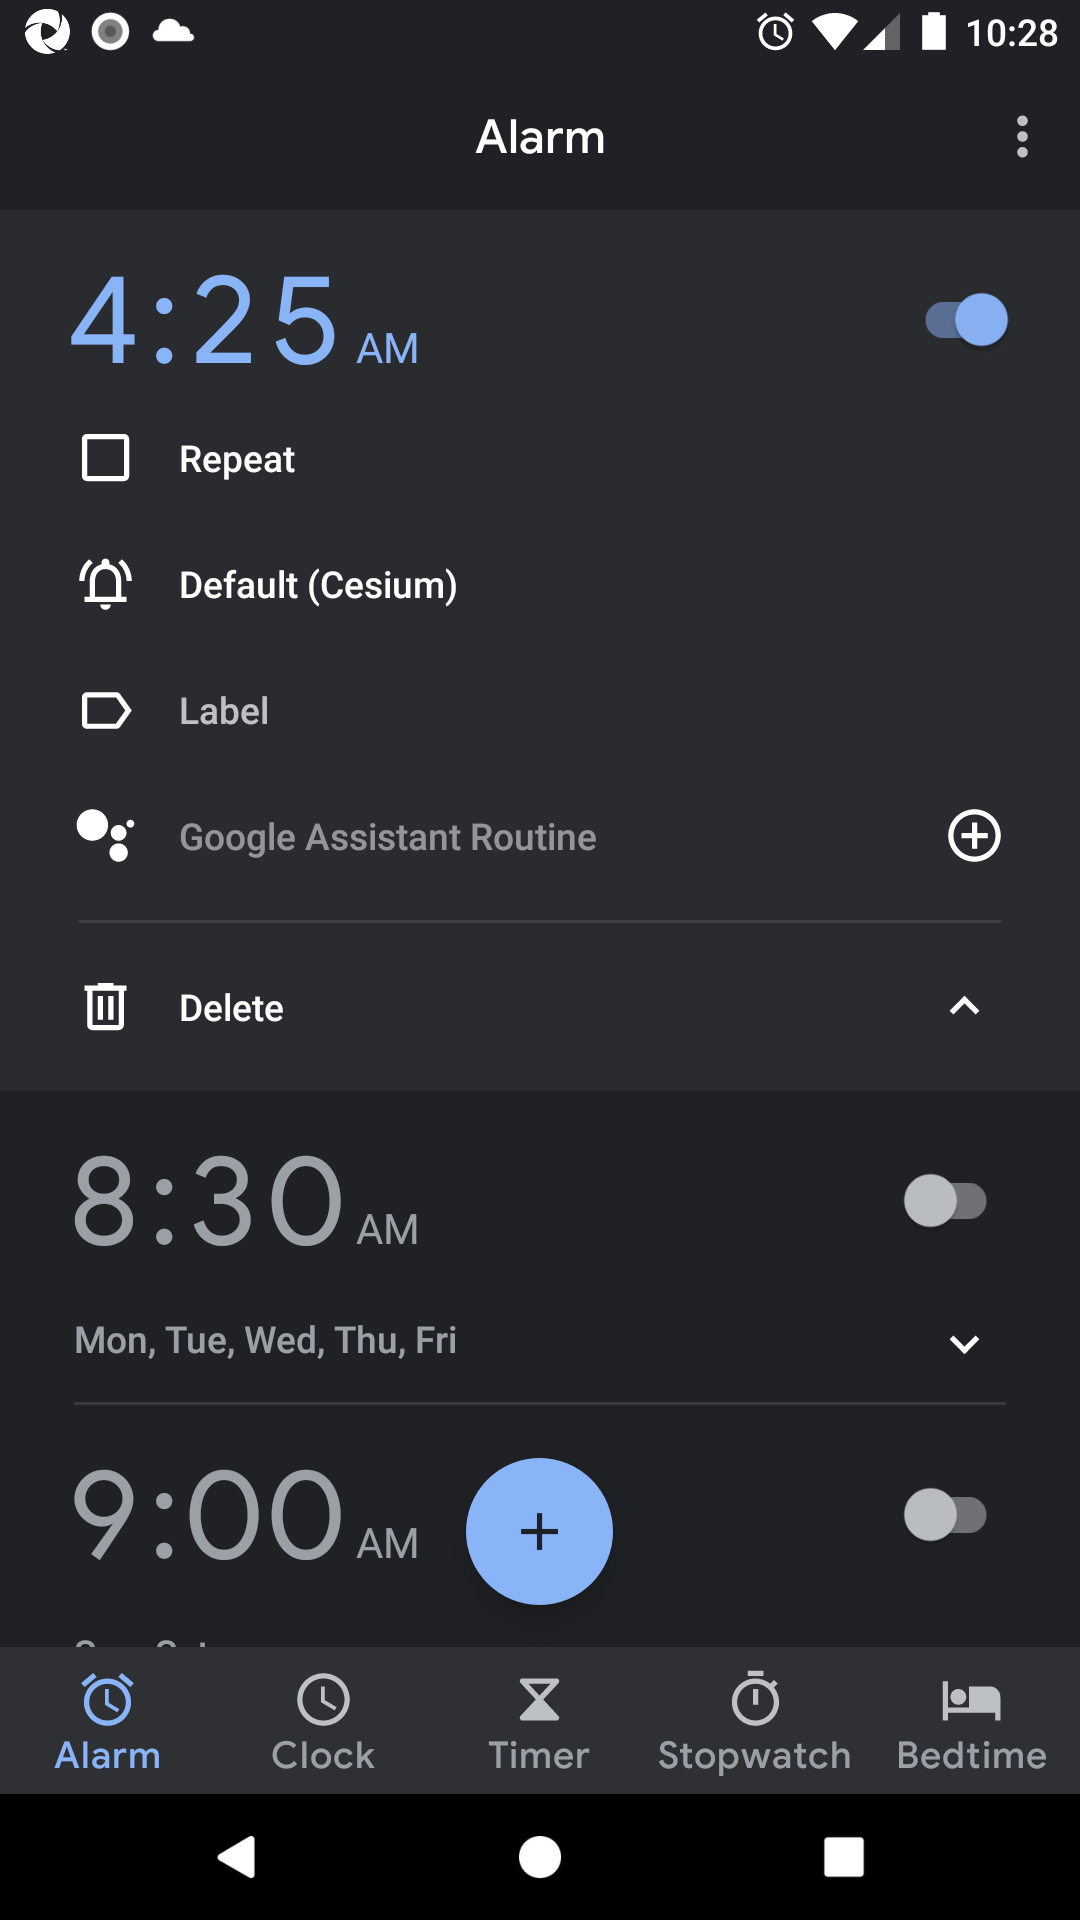 10:28
Alarm
4:25 AM
Repeat
Default (Cesium)
Label
Google Assistant Routine
Delete
8:30 AM
Mon, Tue, Wed, Thu, Fri
9:00 AM
Alarm Clock Timer Stopwatch Bedtime